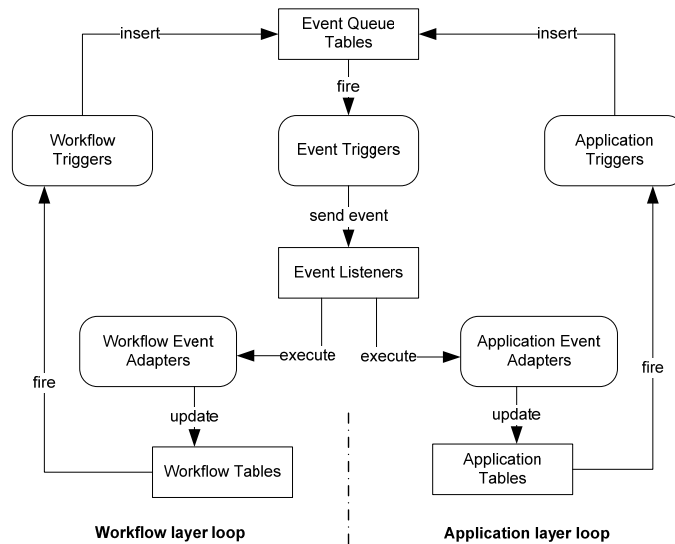 insert
Event Queue
Tables
insert
fire
Workflow
Triggers
Event Triggers
Application
Triggers
send event
Event Listeners
Workflow Event
Adapters
execute
execute
Application Event
Adapters
fire
fire
update
update
Workflow Tables
Application
Tables
Workflow layer loop
Application layer loop